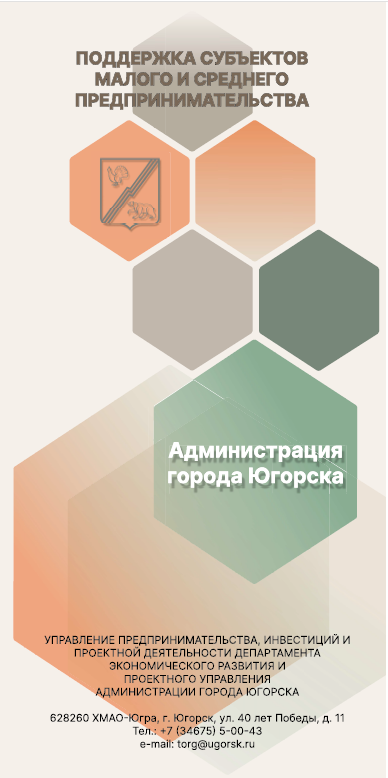 ПОДДЕРЖКА СУБЪЕКТОВ
МАЛОГО И СРЕДНЕГО
ПРЕДПРИНИМАТЕЛЬСТВА
Администрация
города Югорска
УПРАВЛЕНИЕ ПРЕДПРИНИМАТЕЛЬСТВА, ИНВЕСТИЦИЙ И
ПРОЕКТНОЙ ДЕЯТЕЛЬНОСТИ ДЕПАРТАМЕНТА
ЭКОНОМИЧЕСКОГО РАЗВИТИЯ И
ПРОЕКТНОГО УПРАВЛЕНИЯ
АДМИНИСТРАЦИИ ГОРОДА ЮГОРСКА
628260 ХМАО-Югра, г. Югорск, ул. 40 лет Победы, д. 11
Тел.: +7 (34675) 5-00-43
e-mail: torg@ugorsk.ru